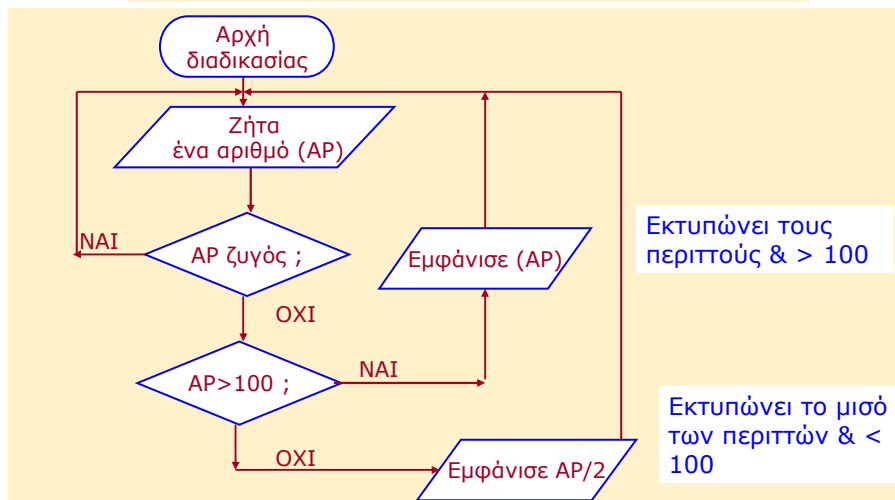 Αρχή
διαδικασίας
Ζήτα
ένα αριθμό (ΑΡ)
ΝΑΙ
ΑΡ ζυγός ;
Εμφάνισε (ΑΡ)
Εκτυπώνει τους
περιττούς & > 100
ΟΧΙ
ΑΡ>100 ;
ΝΑΙ
Εκτυπώνει το μισό
των περιττών & <
100
ΟΧΙ
Εμφάνισε ΑΡ/2